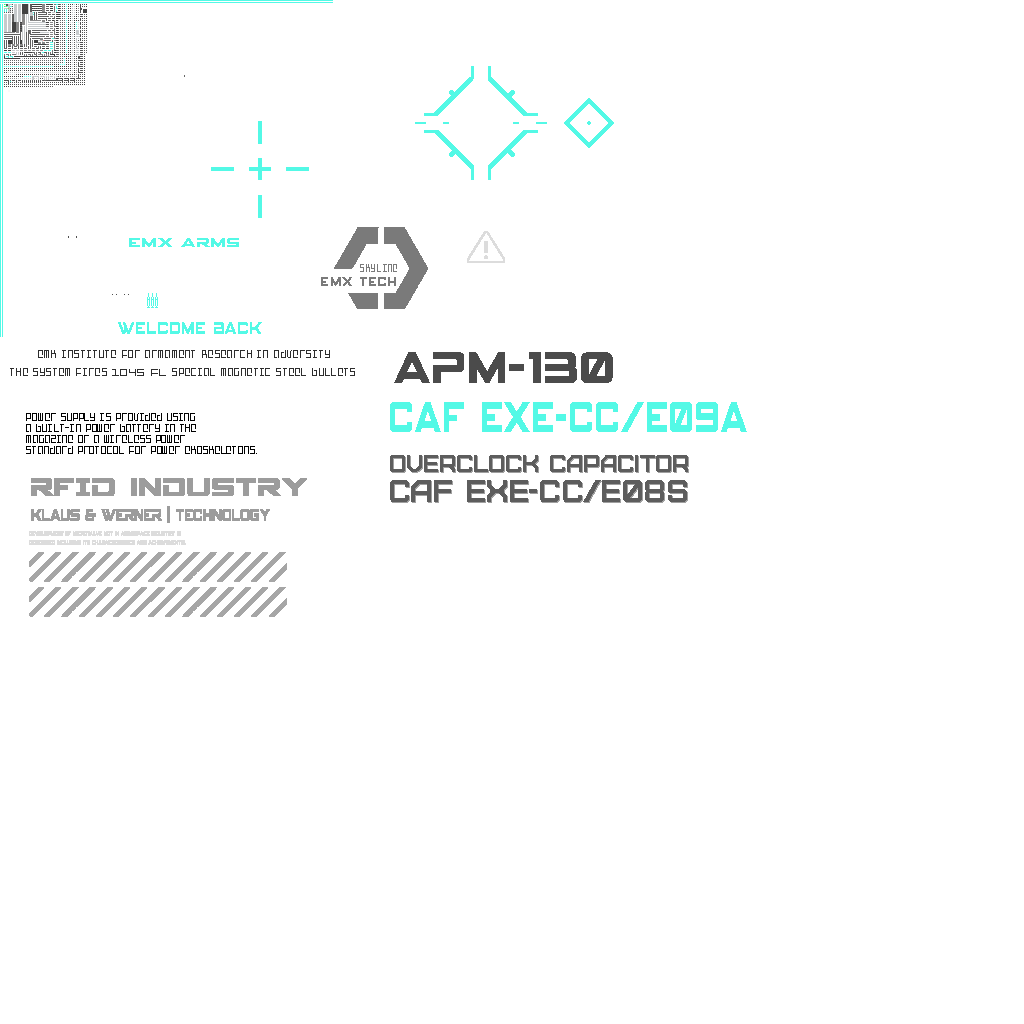 EMX ARMS
SKYLINE
EMX TECH
WELCOME BACK
EMX INSTITUTE FOR ARMAMENT RESEARCH IN ADVERSITY
THE SYSTEM FIRES 1045 FL SPECIAL MAGNETIC STEEL BULLETS
APM-130
CAF EXE-CC/E09A
POWER SUPPLY IS PROVIDED USING
A BUILT-IN POWER BATTERY IN THE
MAGAZINE OR A WIRELESS POWER
STANDARD PROTOCOL FOR POWER EXOSKELETONS.
OVERCLOCK CAPACITOR
CAF EXE-CC/E08S
RFID INDUSTRY
KLAUS & WERNER | TECHNOLOGY